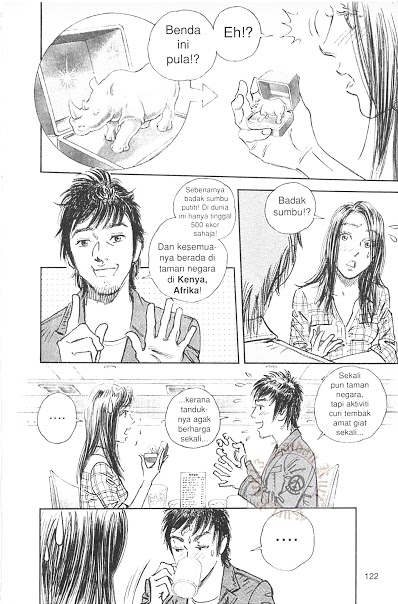 Benda
ini
pula!?
Eh!?
Sebenarnya
badak sumbu
putih! Di dunia
ini hanya tinggal
500 ekor
sahaja!
Dan kesemua-
nya berada di
taman negara
di Kenya,
Afrika!
Badak
sumbu!?
....
...kerana
tanduk-
nya agak
berharga
sekali...
Sekali
pun taman
negara,
tapi aktiviti
curi tembak
amat giat
sekali...
....
122